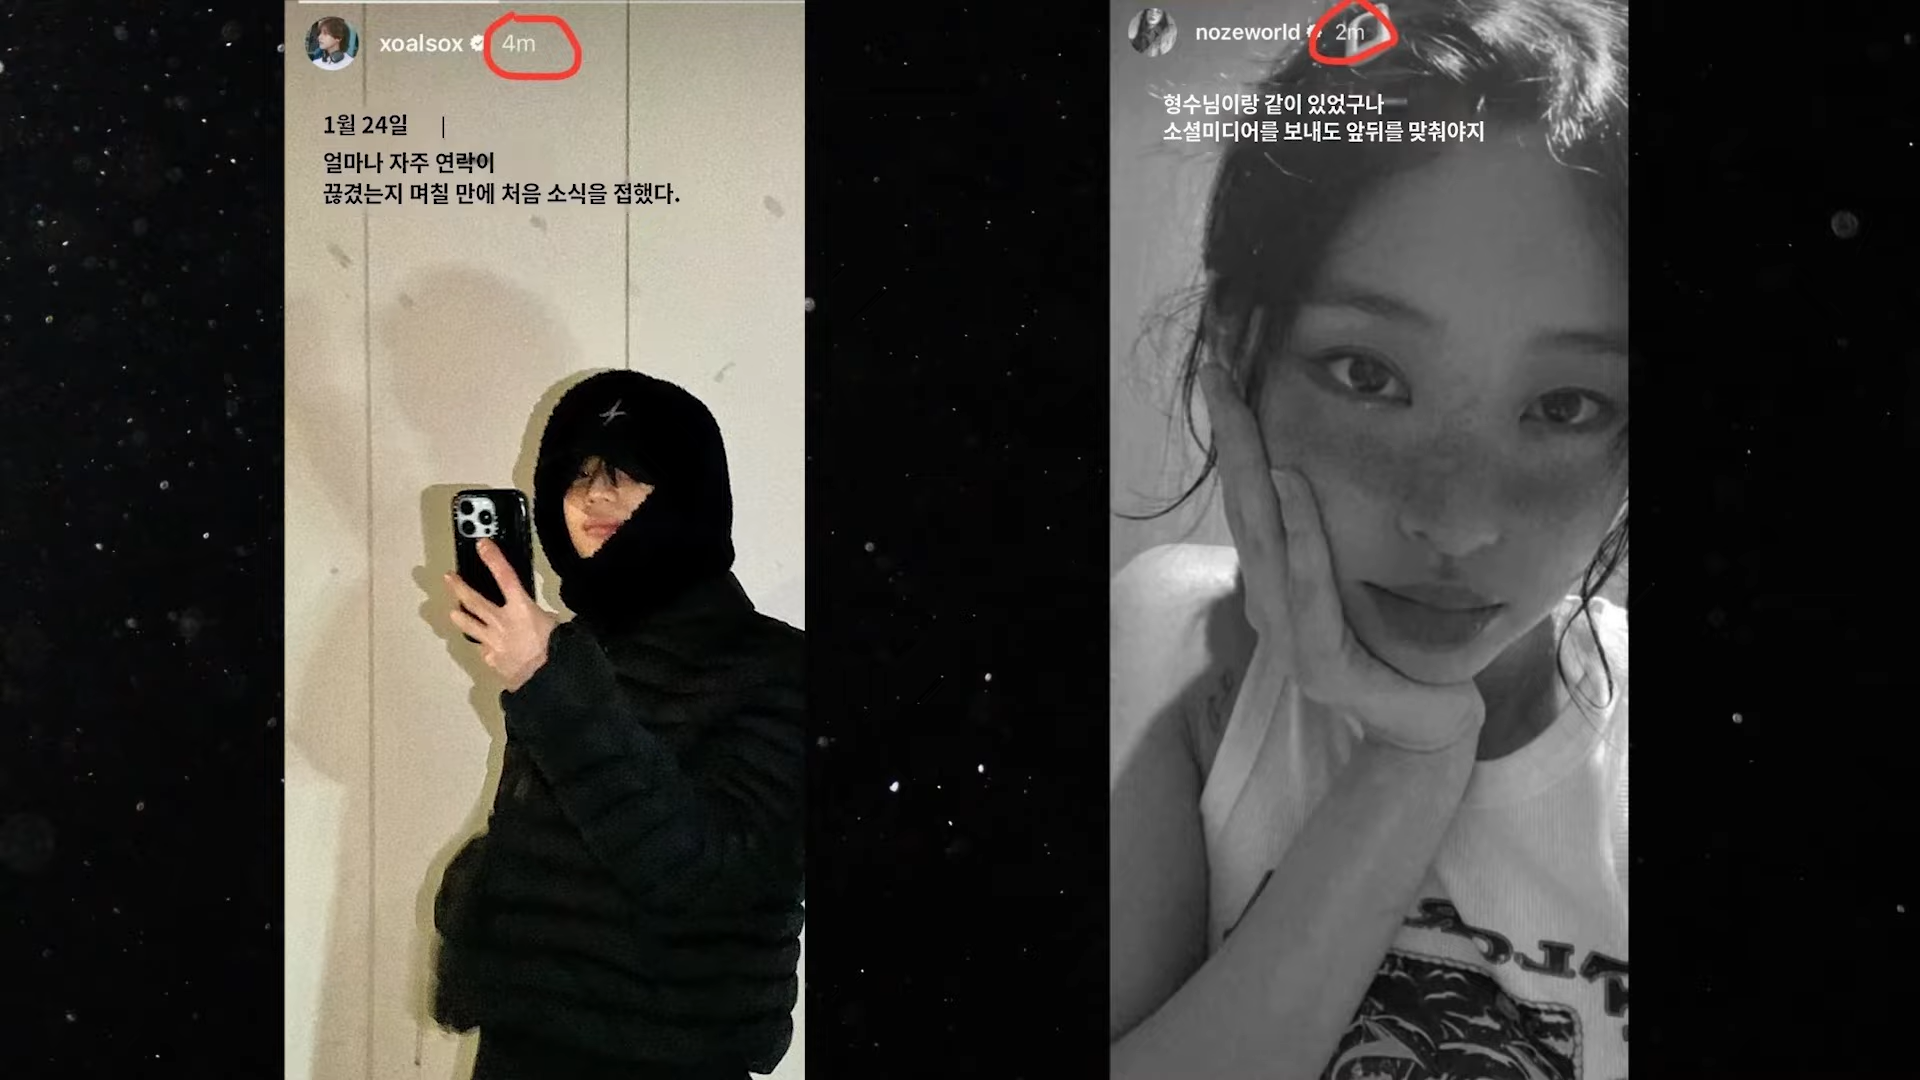 xoalsox 4m
1월 24일
얼마나 자주 연락이
끊겼는지 며칠 만에 처음 소식을 접했다.
nozeworld 2m
형수님이랑 같이 있었구나
소셜미디어를 보내도 앞뒤를 맞춰야지